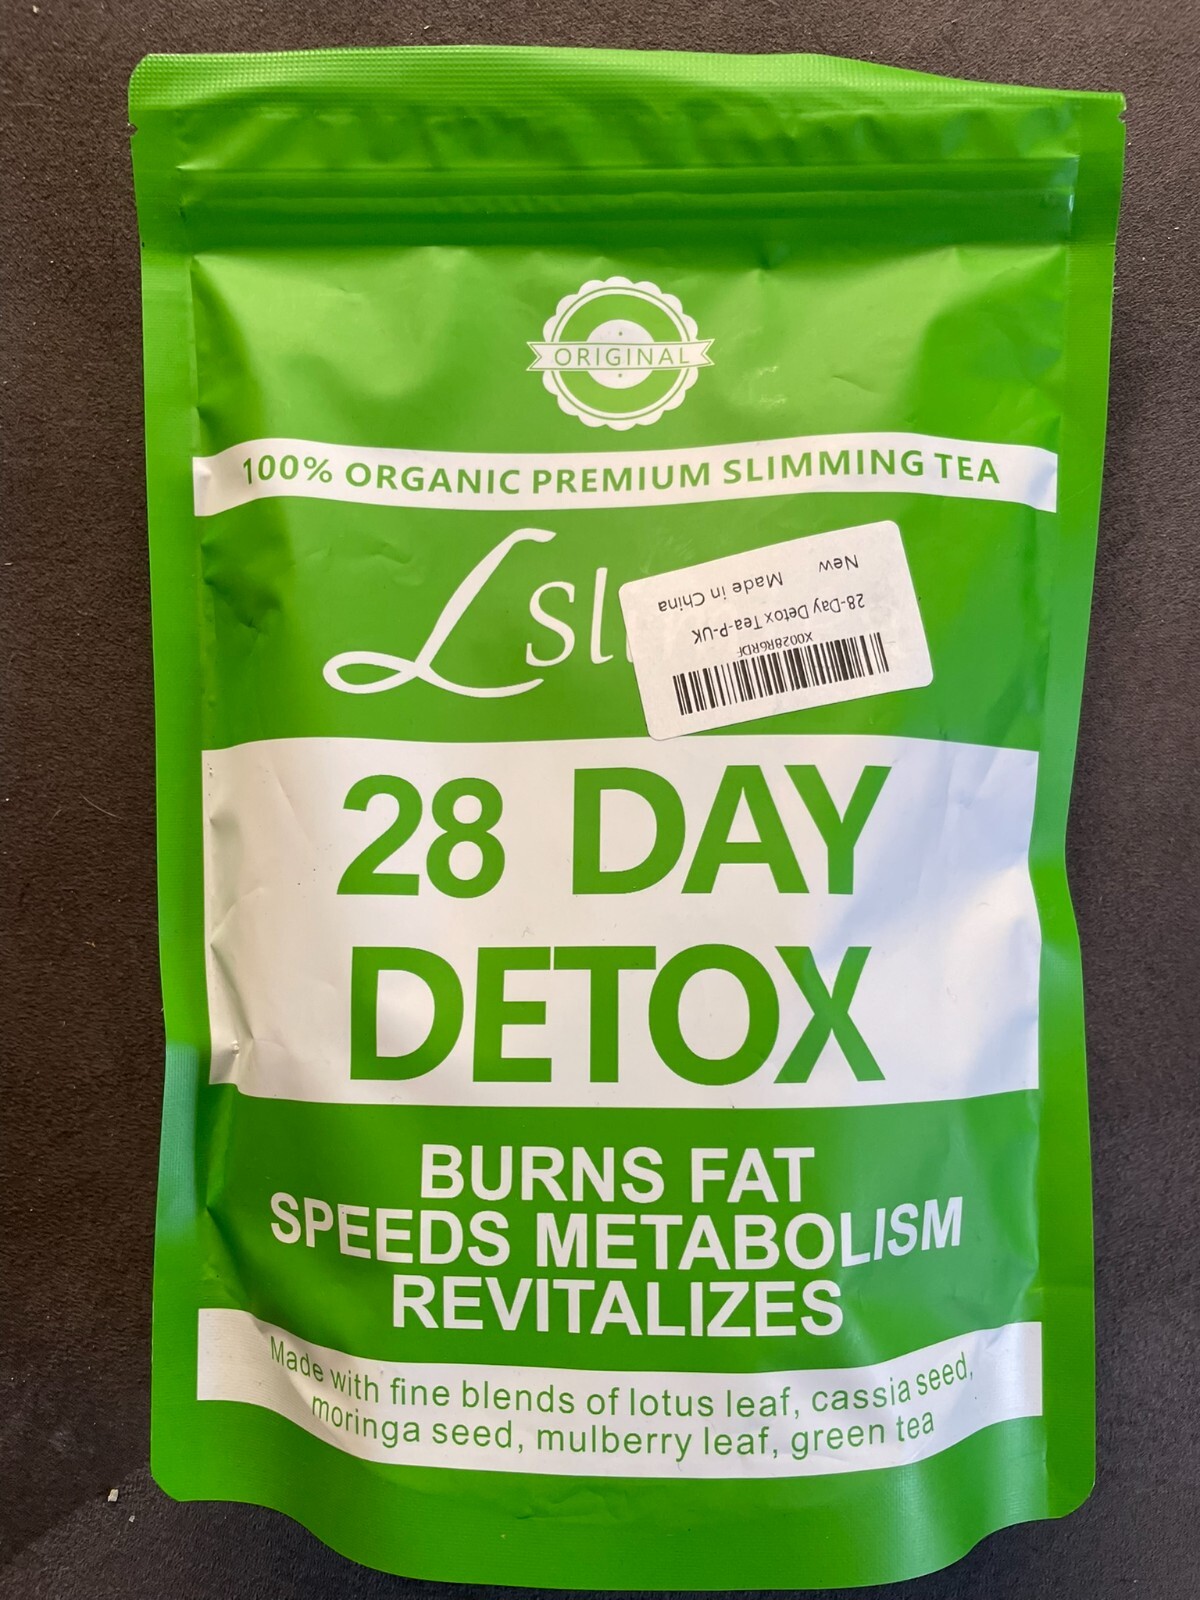 ORIGINAL
100% ORGANIC PREMIUM SLIMMING TEA
New Made in China
28-Day Detox Tea-P-UK
X0028R6RDF
28 DAY
DETOX
BURNS FAT
SPEEDS METABOLISM
REVITALIZES
Made with fine blends of lotus leaf, cassia seed,
moringa seed, mulberry leaf, green tea